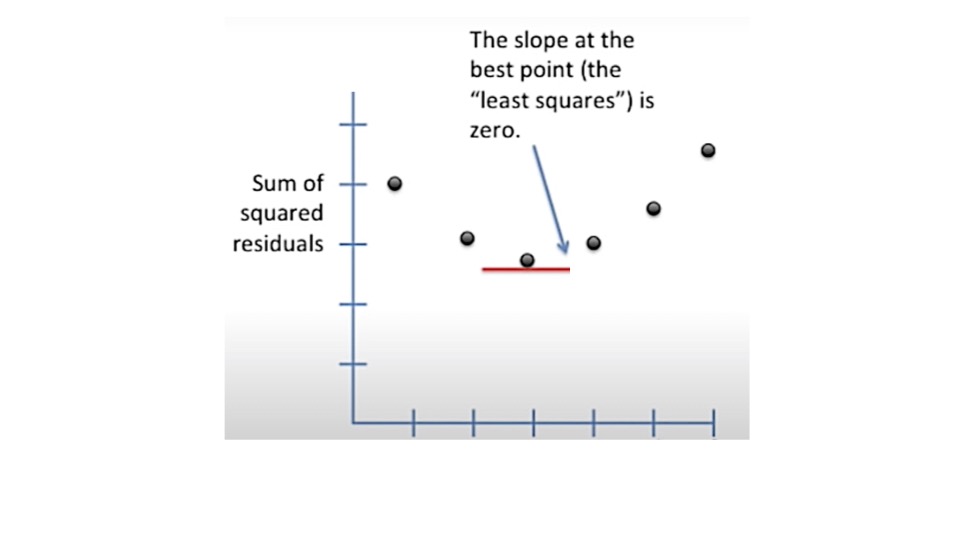 The slope at the
best point (the
“least squares”) is
zero.
Sum of
squared
residuals